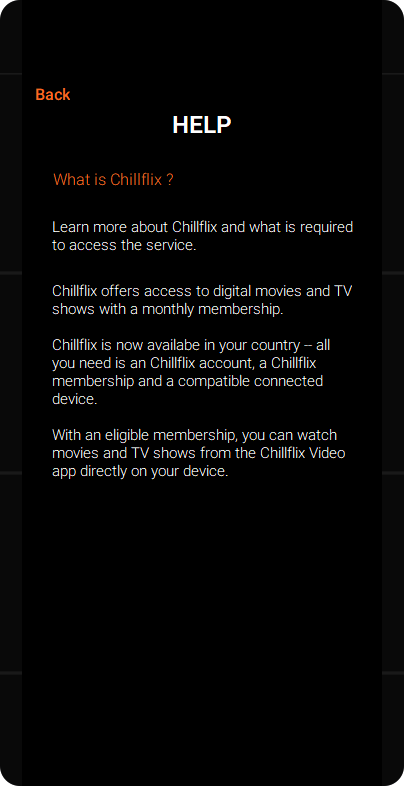 Back
HELP
What is Chillflix ?
Learn more about Chillflix and what is required
to access the service.
Chillflix offers access to digital movies and TV
shows with a monthly membership.
Chillflix is now availabe in your country -- all
you need is an Chillflix account, a Chillflix
membership and a compatible connected
device.
With an eligible membership, you can watch
movies and TV shows from the Chillflix Video
app directly on your device.